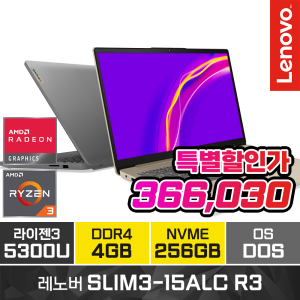 Lenovo
AMD
RADEON
GRAPHICS
AMD
RYZEN
3
특별할인가
366,030
라이젠3
5300U
DDR4
4GB
NVME
256GB
OS
DOS
레노버 SLIM3-15ALC R3